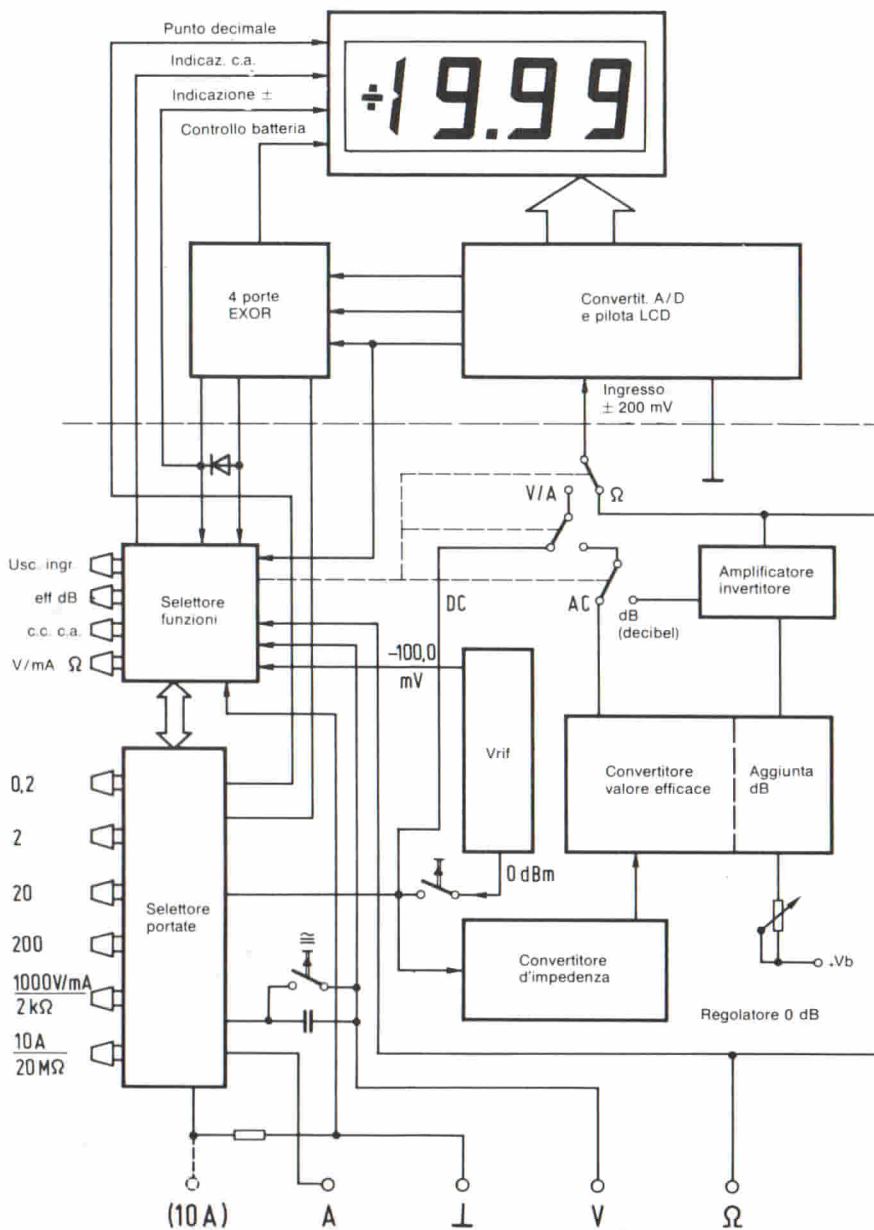 Punto decimale
Indicaz. c.a.
Indicazione ±
Controllo batteria
÷19.99
4 porte
EXOR
Convertit. A/D
e pilota LCD
Ingresso
± 200 mV
V/A
Ω
Usc. ingr.
eff dB
c.c. c.a.
V/mA Ω
Selettore
funzioni
DC
AC
dB
(decibel)
Amplificatore
invertitore
-100,0
mV
Vrif
Convertitore
valore efficace
Aggiunta
dB
0,2
2
20
200
1000V/mA
2 kΩ
10A
20MΩ
Selettore
portate
0 dBm
≅
Convertitore
d'impedenza
+Vb
Regolatore 0 dB
(10A)
A
⊥
V
Ω